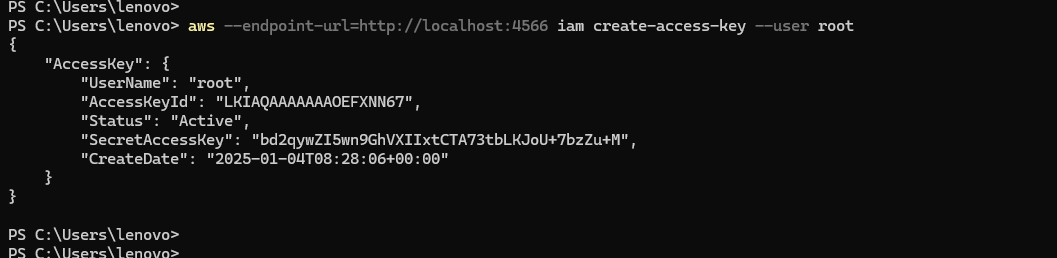 PS C:\Users\lenovo>
PS C:\Users\lenovo> aws --endpoint-url=http://localhost:4566 iam create-access-key --user root
{
    "AccessKey": {
        "UserName": "root",
        "AccessKeyId": "LKIAQAAAAAAAOEFXNN67",
        "Status": "Active",
        "SecretAccessKey": "bd2qywZI5wn9GhVXIIxtCTA73tbLKJoU+7bzZu+M",
        "CreateDate": "2025-01-04T08:28:06+00:00"
    }
}
PS C:\Users\lenovo>
PS C:\Users\lenovo>